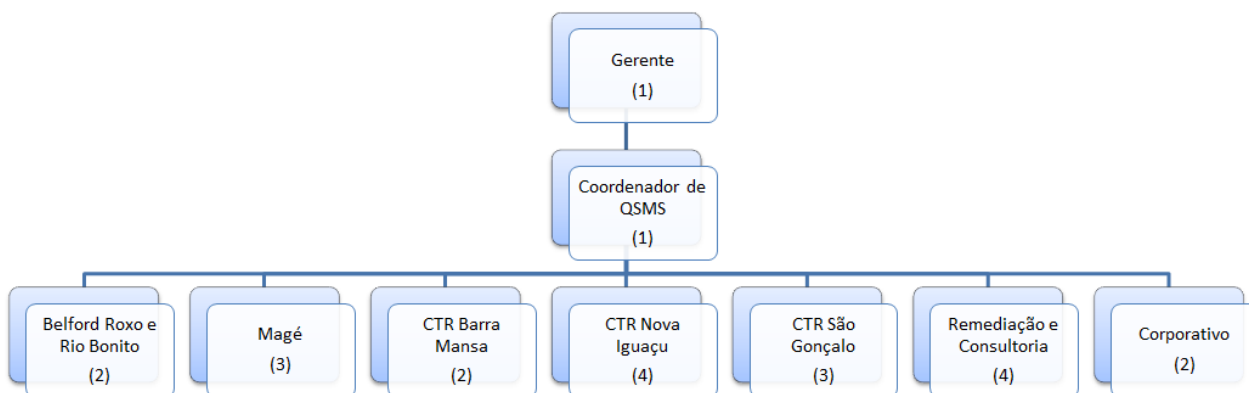 Gerente
(1)
Coordenador de
QSMS
(1)
Belford Roxo e
Rio Bonito
(2)
Magé
(3)
CTR Barra
Mansa
(2)
CTR Nova
Iguaçu
(4)
CTR São
Gonçalo
(3)
Remediação e
Consultoria
(4)
Corporativo
(2)